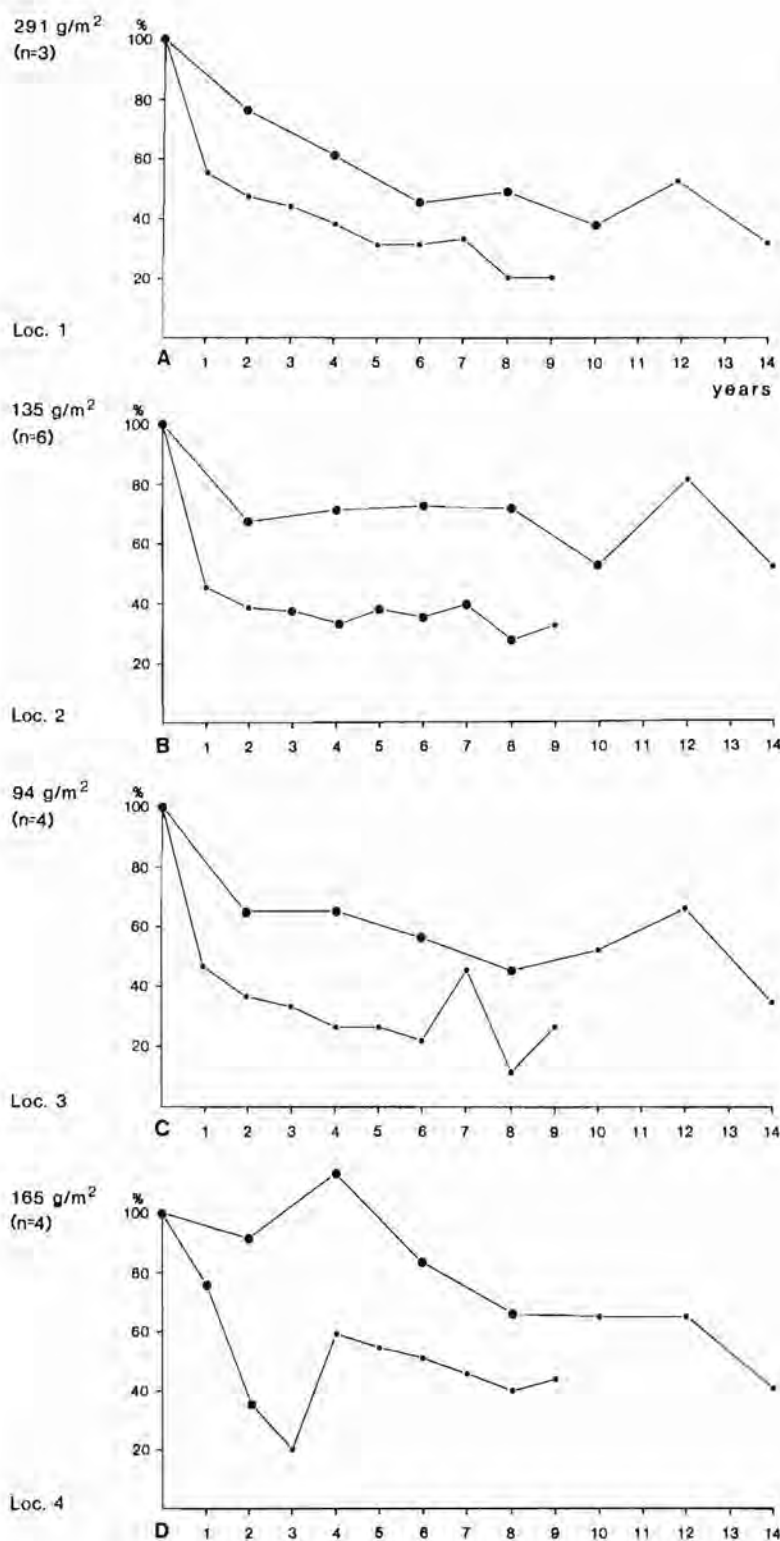 291 g/m² %
(n=3)
100
80
60
40
20
Loc. 1
A 1 2 3 4 5 6 7 8 9 10 11 12 13 14
years
135 g/m² %
(n=6)
100
80
60
40
20
Loc. 2
B 1 2 3 4 5 6 7 8 9 10 11 12 13 14
94 g/m² %
(n=4)
100
80
60
40
20
Loc. 3
C 1 2 3 4 5 6 7 8 9 10 11 12 13 14
165 g/m² %
(n=4)
100
80
60
40
20
Loc. 4
D 1 2 3 4 5 6 7 8 9 10 11 12 13 14